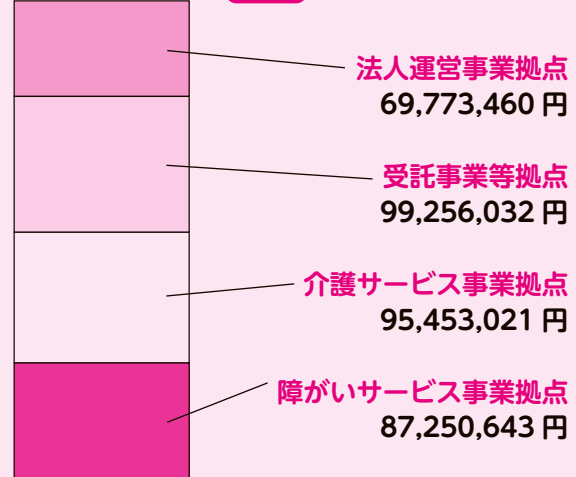 法人運営事業拠点
69,773,460 円
受託事業等拠点
99,256,032 円
介護サービス事業拠点
95,453,021 円
障がいサービス事業拠点
87,250,643 円